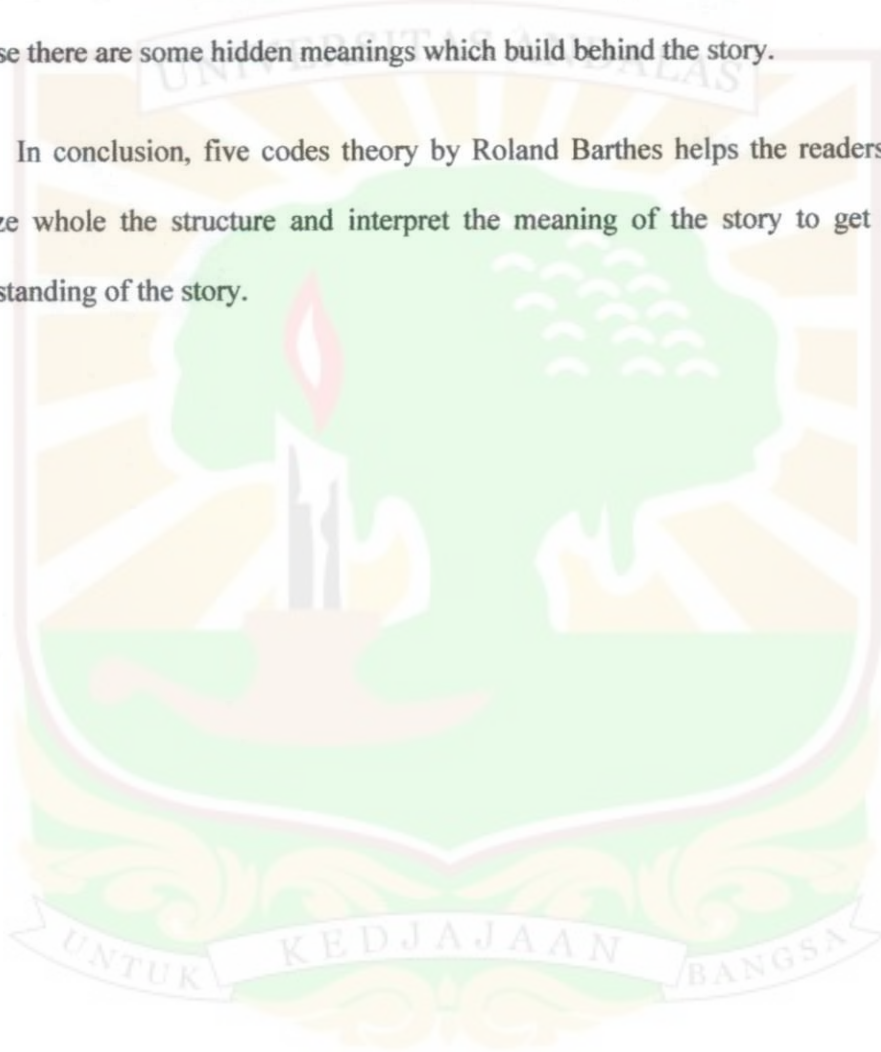 UNIVERSITAS ANDALAS
se there are some hidden meanings which build behind the story.
In conclusion, five codes theory by Roland Barthes helps the readers
ze whole the structure and interpret the meaning of the story to get
standing of the story.
UNTUK KEDJAJAAN BANGSA